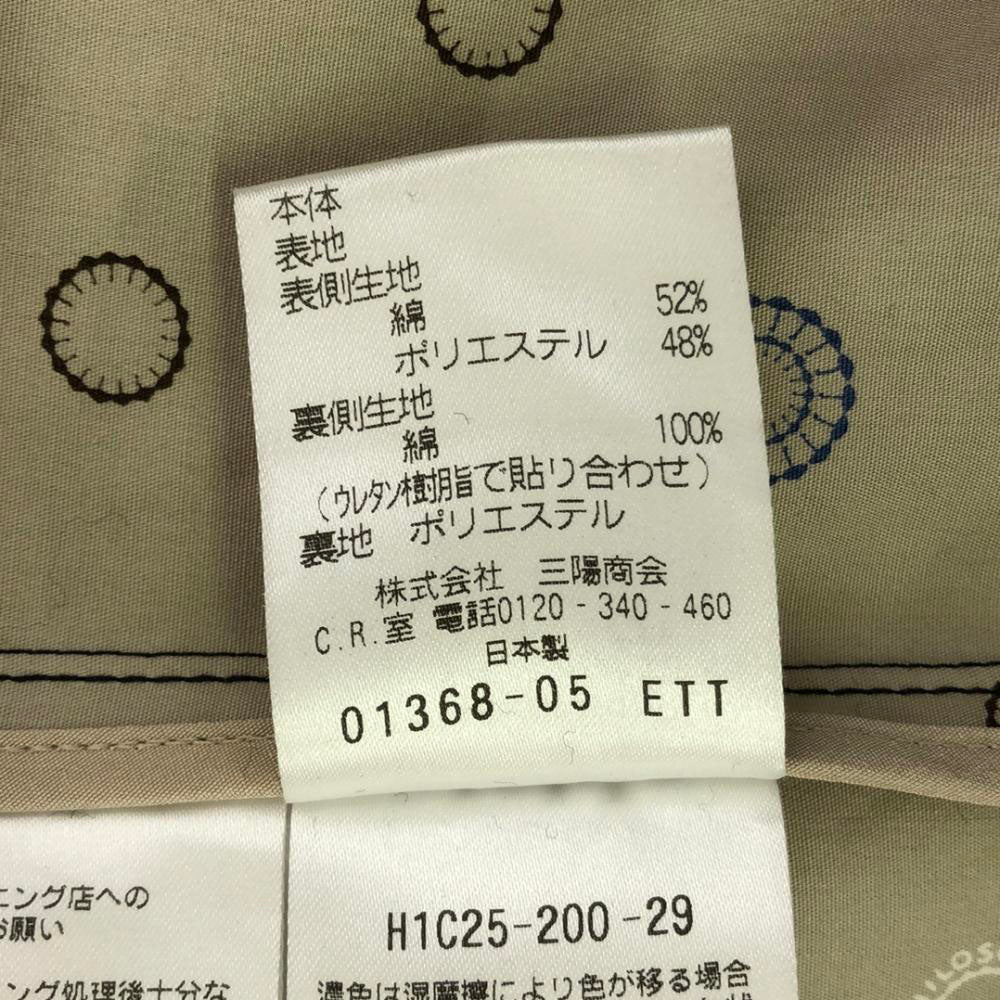 本体
表地
表側生地
綿 52%
ポリエステル 48%
裏側生地
綿 100%
(ウレタン樹脂で貼り合わせ)
裏地 ポリエステル
株式会社 三陽商会
C.R.室 電話0120-340-460
日本製
01368-05 ETT
ニング店への
お願い
ング処理後十分な
H1C25-200-29
濃色は湿摩擦により色が移る場合
LOS